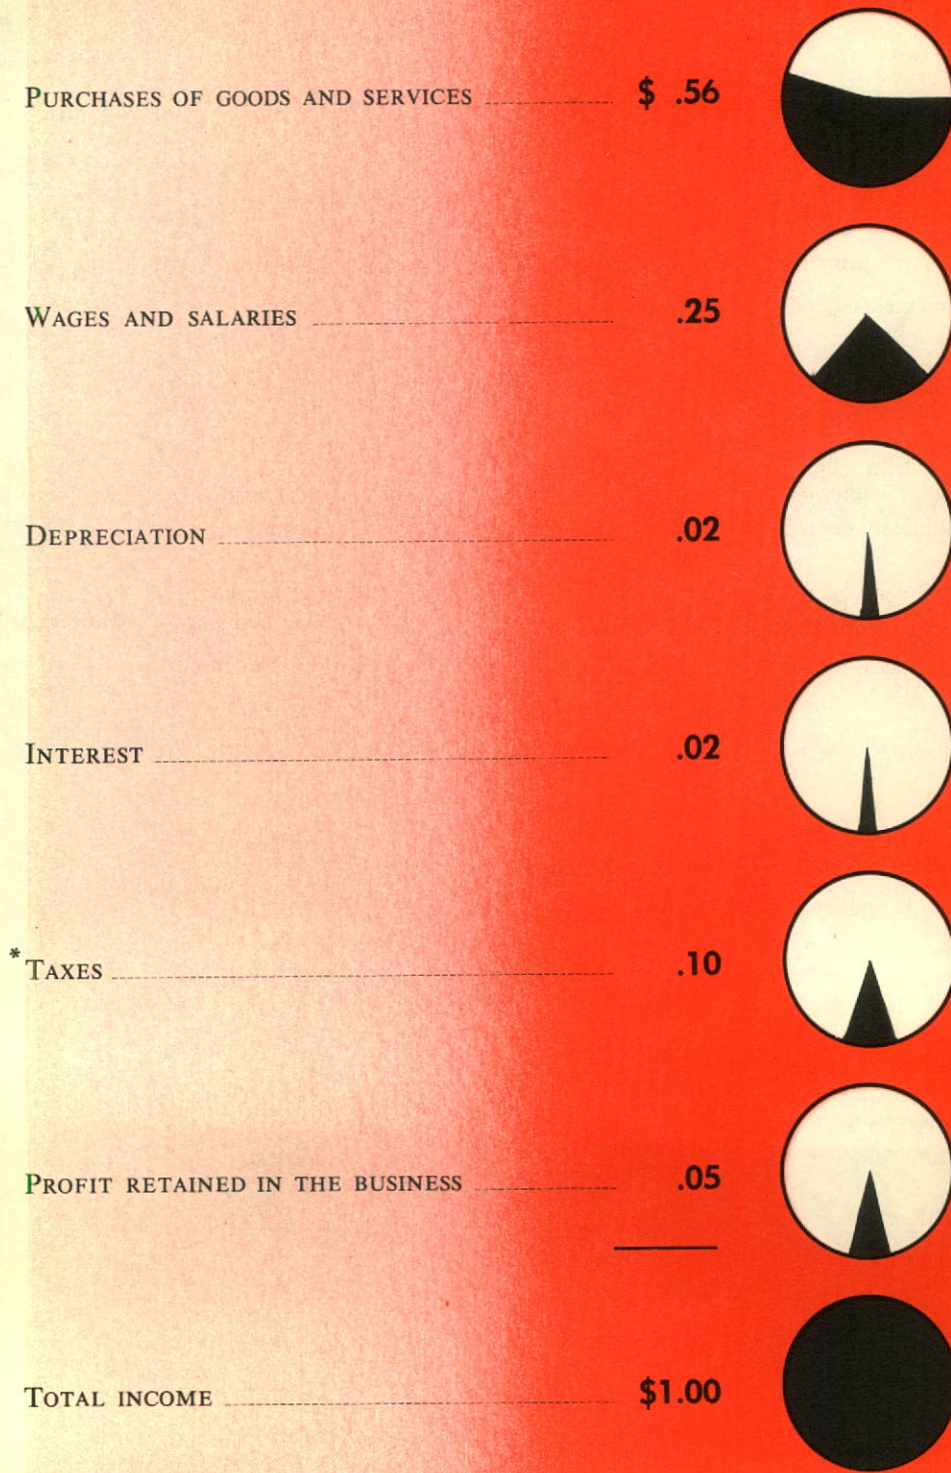 PURCHASES OF GOODS AND SERVICES $ .56
WAGES AND SALARIES .25
DEPRECIATION .02
INTEREST .02
*TAXES .10
PROFIT RETAINED IN THE BUSINESS .05
TOTAL INCOME $1.00